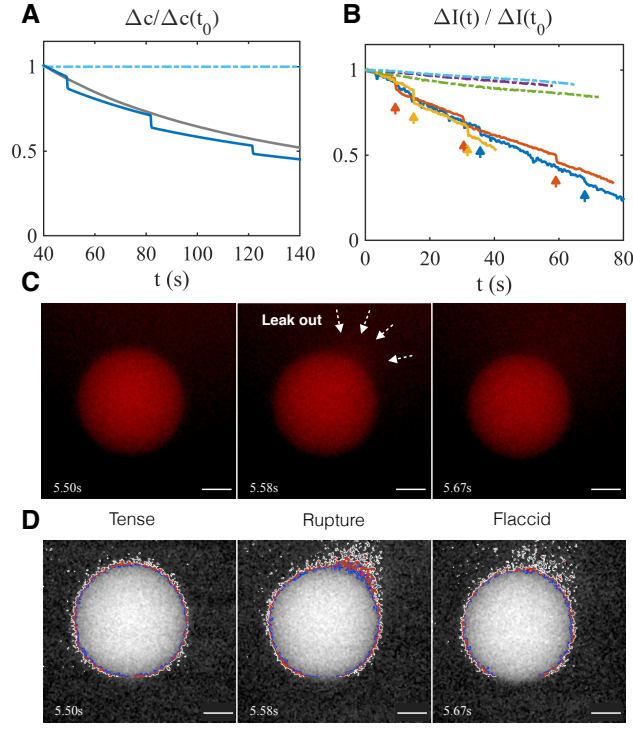 A
Δc/Δc(t₀)
1
0.5
0
40
60
80
100
120
140
t (s)
B
ΔI(t) / ΔI(t₀)
1
0.5
0
0
20
40
60
80
t (s)
C
Leak out
5.50s
5.58s
5.67s
D
Tense
Rupture
Flaccid
5.50s
5.58s
5.67s